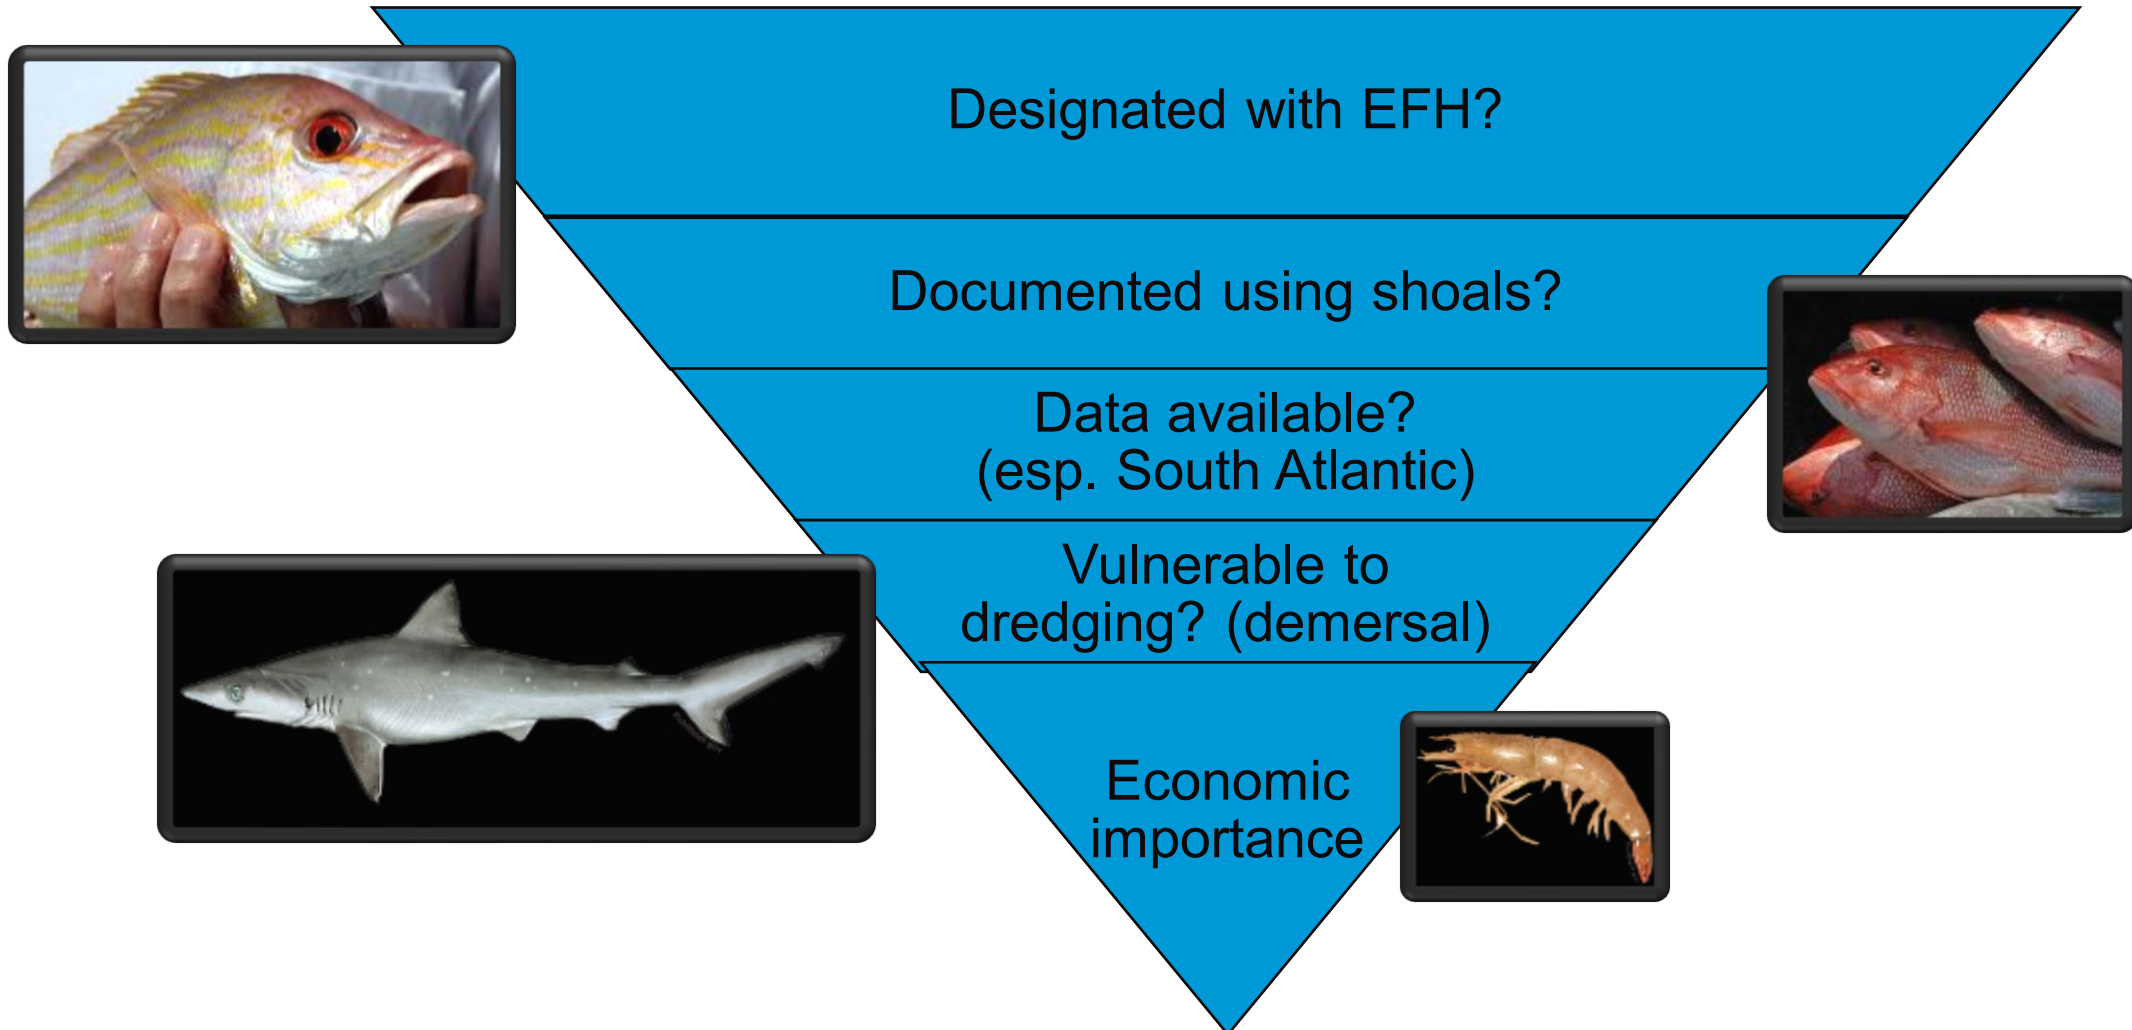 Designated with EFH?
Documented using shoals?
Data available?
(esp. South Atlantic)
Vulnerable to
dredging? (demersal)
Economic
importance